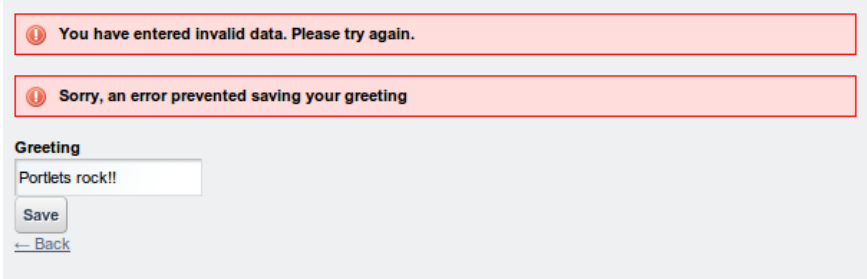 You have entered invalid data. Please try again.
Sorry, an error prevented saving your greeting
Greeting
Portlets rock!!
Save
← Back